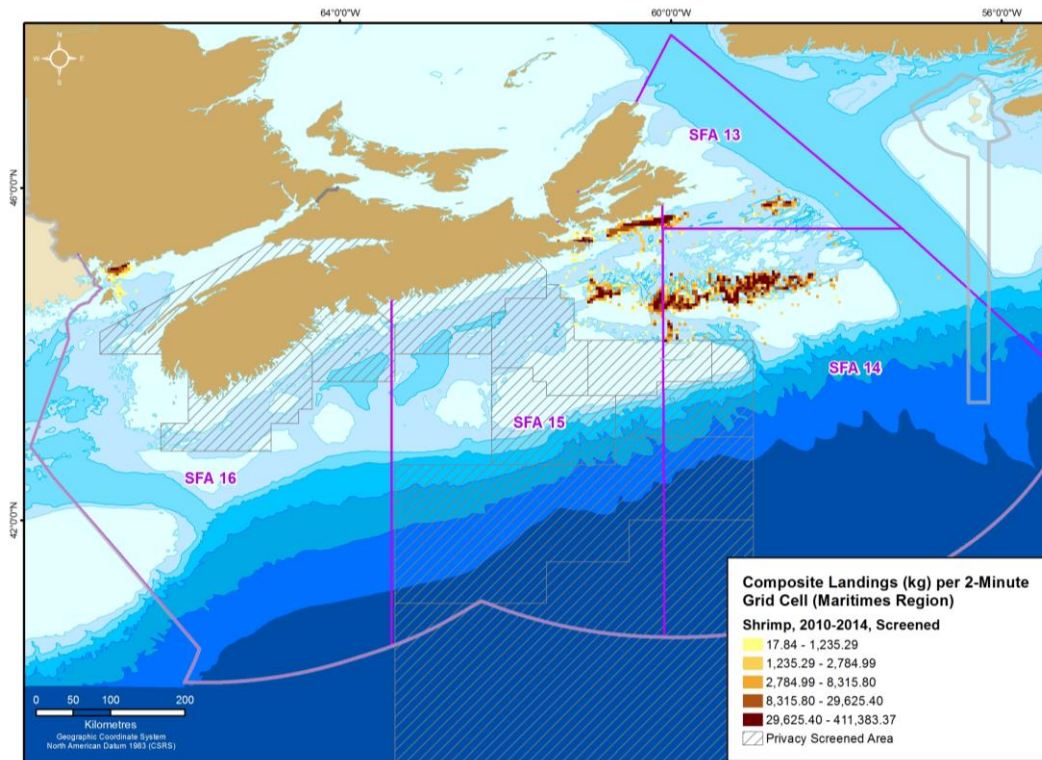 64°0'0"W
60°0'0"W
56°0'0"W
N
W
E
S
46°0'0"N
42°0'0"N
SFA 13
SFA 14
SFA 15
SFA 16
0 50 100 200
Kilometres
Geographic Coordinate System
North American Datum 1983 (CSRS)
Composite Landings (kg) per 2-Minute
Grid Cell (Maritimes Region)
Shrimp, 2010-2014, Screened
17.84 - 1,235.29
1,235.29 - 2,784.99
2,784.99 - 8,315.80
8,315.80 - 29,625.40
29,625.40 - 411,383.37
Privacy Screened Area